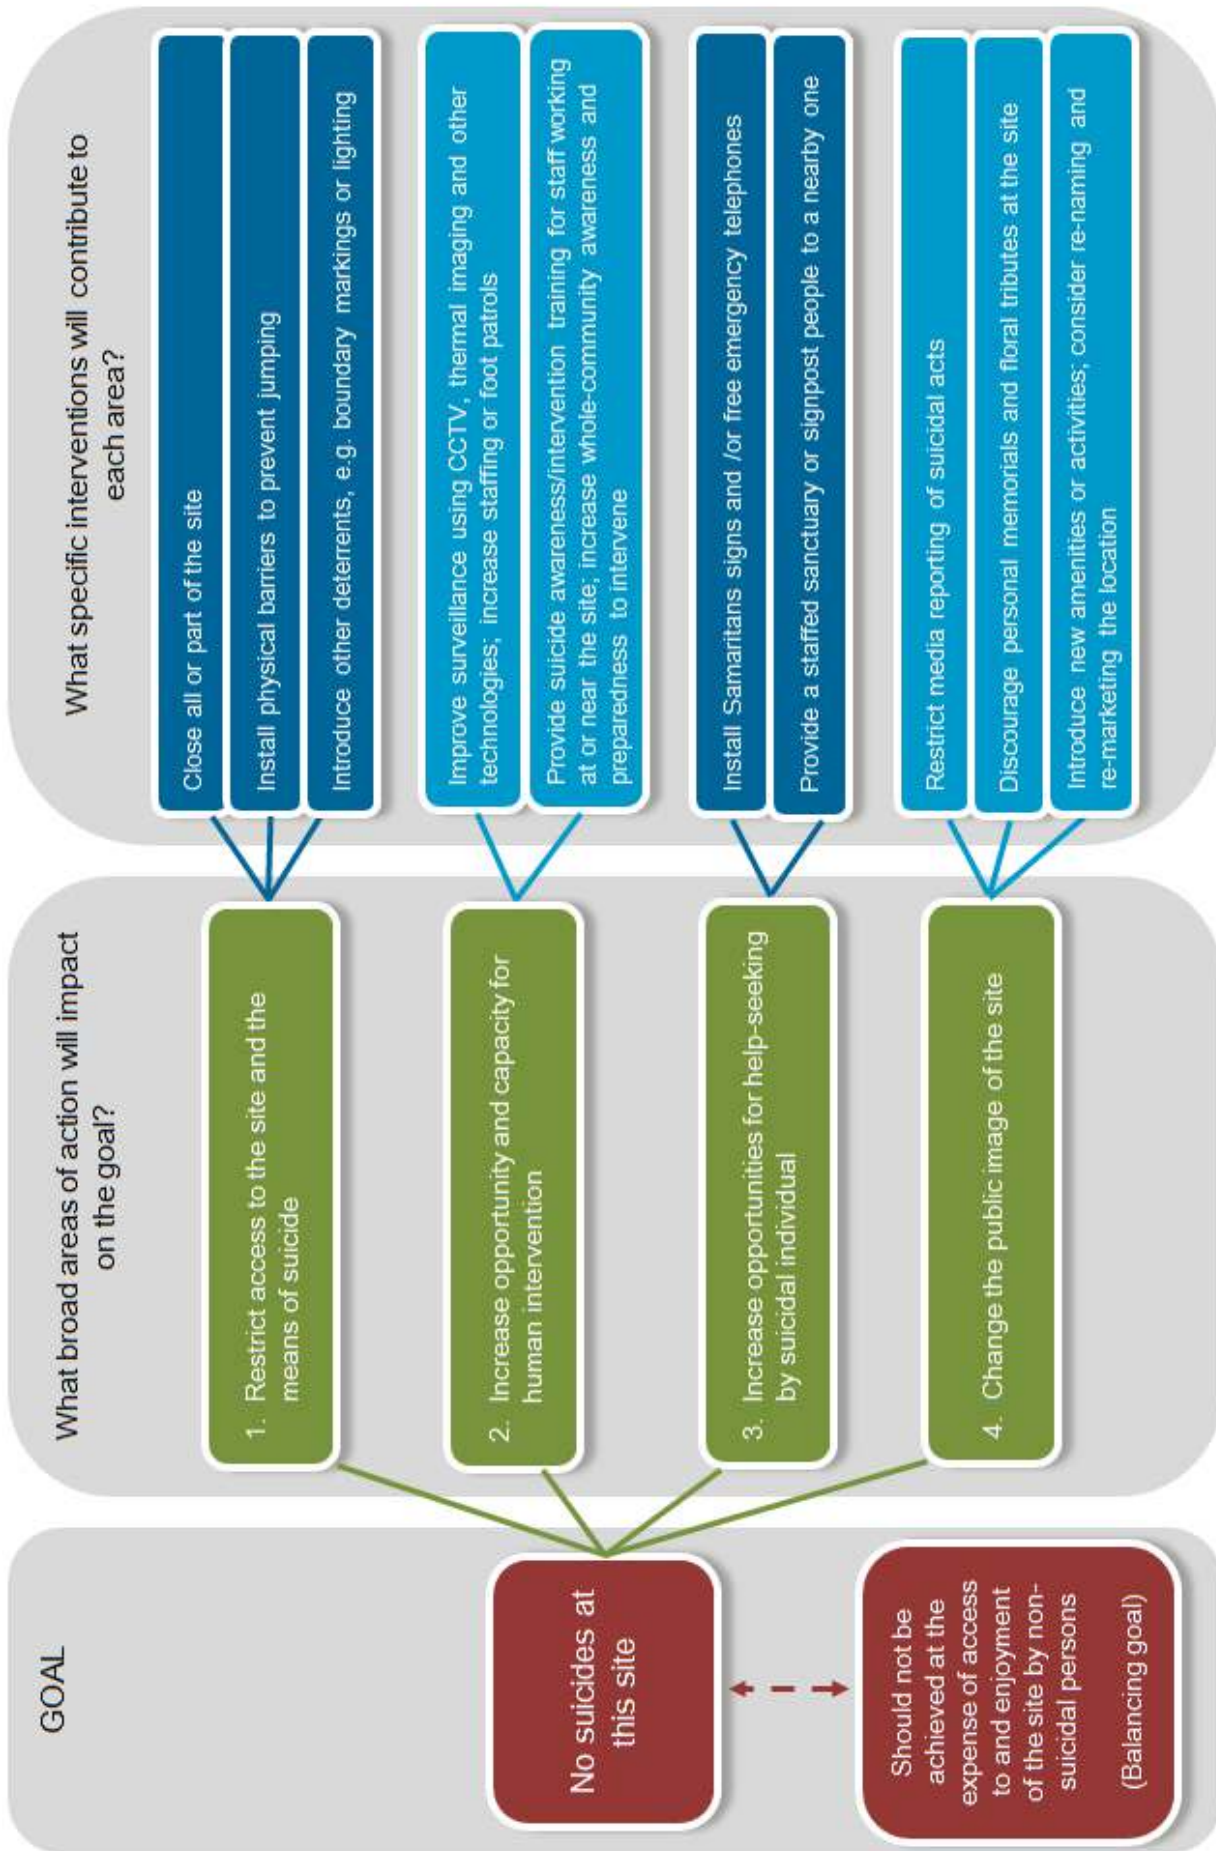 GOAL
No suicides at
this site
Should not be
achieved at the
expense of access
to and enjoyment
of the site by non-
suicidal persons
(Balancing goal)
What broad areas of action will impact
on the goal?
1. Restrict access to the site and the
means of suicide
2. Increase opportunity and capacity for
human intervention
3. Increase opportunities for help-seeking
by suicidal individual
4. Change the public image of the site
What specific interventions will contribute to
each area?
Close all or part of the site
Install physical barriers to prevent jumping
Introduce other deterrents, e.g. boundary markings or lighting
Improve surveillance using CCTV, thermal imaging and other
technologies; increase staffing or foot patrols
Provide suicide awareness/intervention training for staff working
at or near the site; increase whole-community awareness and
preparedness to intervene
Install Samaritans signs and /or free emergency telephones
Provide a staffed sanctuary or signpost people to a nearby one
Restrict media reporting of suicidal acts
Discourage personal memorials and floral tributes at the site
Introduce new amenities or activities; consider re-naming and
re-marketing the location